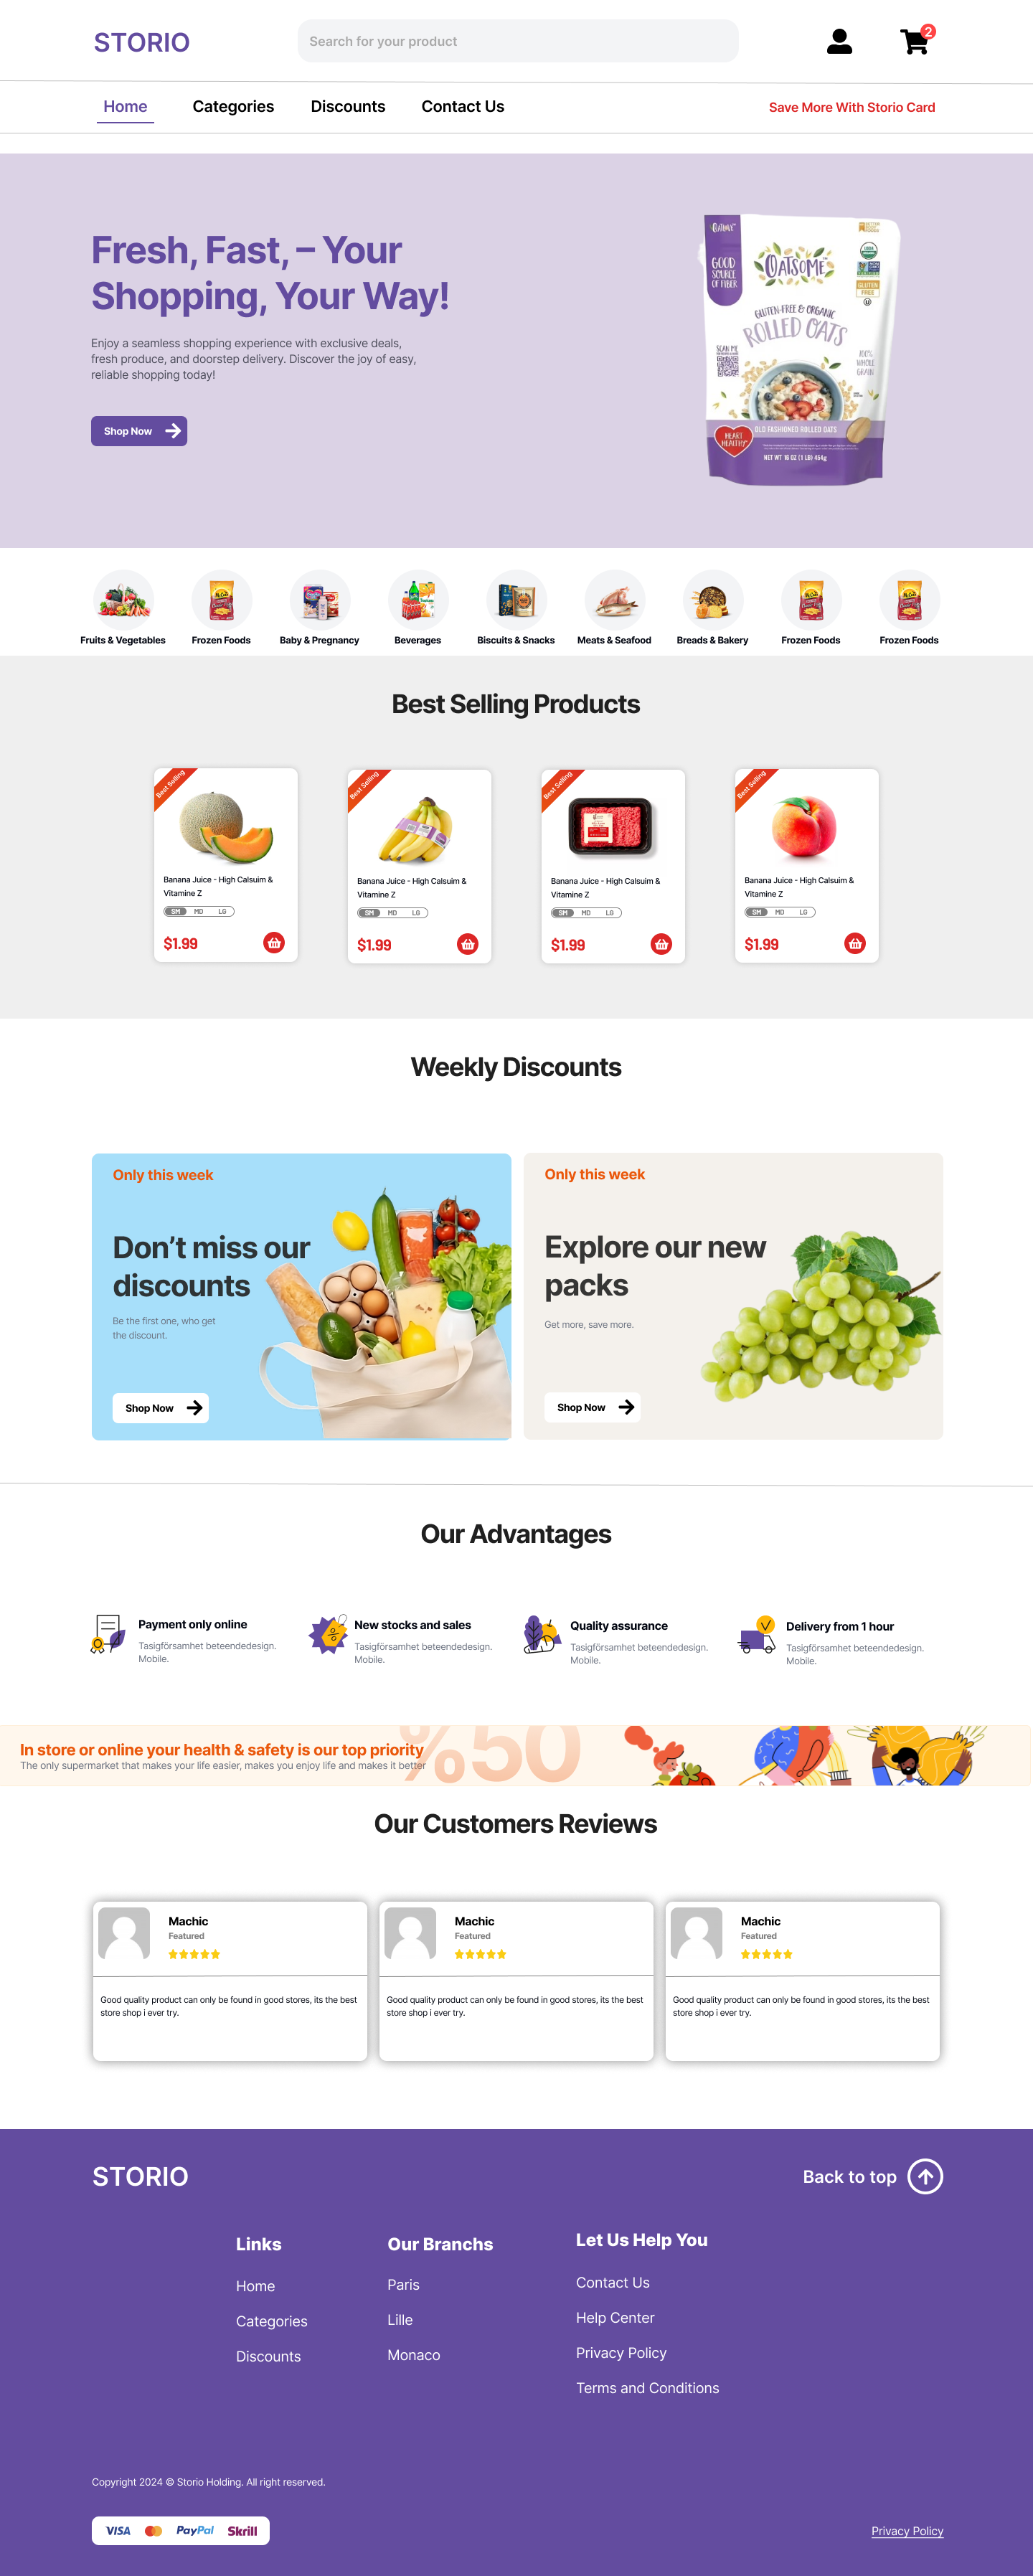 STORIO
Search for your product
2
Home
Categories
Discounts
Contact Us
Save More With Storio Card
Fresh, Fast, – Your
Shopping, Your Way!
Enjoy a seamless shopping experience with exclusive deals,
fresh produce, and doorstep delivery. Discover the joy of easy,
reliable shopping today!
Shop Now
GOOD
SOURCE
OF FIBER
OATSOME
GLUTEN-FREE & ORGANIC
ROLLED OATS
SCAN ME
100%
WHOLE
GRAIN
GLUTEN
FREE
HEART
HEALTHY
OLD FASHIONED ROLLED OATS
NET WT 16 OZ (1 LB) 454g
Fruits & Vegetables
Frozen Foods
Baby & Pregnancy
Beverages
Biscuits & Snacks
Meats & Seafood
Breads & Bakery
Frozen Foods
Frozen Foods
Best Selling Products
Best Selling
Banana Juice - High Calsuim &
Vitamine Z
SM MD LG
$1.99
Best Selling
Banana Juice - High Calsuim &
Vitamine Z
SM MD LG
$1.99
Best Selling
Banana Juice - High Calsuim &
Vitamine Z
SM MD LG
$1.99
Best Selling
Banana Juice - High Calsuim &
Vitamine Z
SM MD LG
$1.99
Weekly Discounts
Only this week
Don’t miss our
discounts
Be the first one, who get
the discount.
Shop Now
Only this week
Explore our new
packs
Get more, save more.
Shop Now
Our Advantages
Payment only online
Tasigförsamhet beteendedesign.
Mobile.
New stocks and sales
Tasigförsamhet beteendedesign.
Mobile.
Quality assurance
Tasigförsamhet beteendedesign.
Mobile.
Delivery from 1 hour
Tasigförsamhet beteendedesign.
Mobile.
%50
In store or online your health & safety is our top priority
The only supermarket that makes your life easier, makes you enjoy life and makes it better
Our Customers Reviews
Machic
Featured
Good quality product can only be found in good stores, its the best
store shop i ever try.
Machic
Featured
Good quality product can only be found in good stores, its the best
store shop i ever try.
Machic
Featured
Good quality product can only be found in good stores, its the best
store shop i ever try.
STORIO
Back to top
Links
Home
Categories
Discounts
Our Branchs
Paris
Lille
Monaco
Let Us Help You
Contact Us
Help Center
Privacy Policy
Terms and Conditions
Copyright 2024 © Storio Holding. All right reserved.
VISA
PayPal
Skrill
Privacy Policy